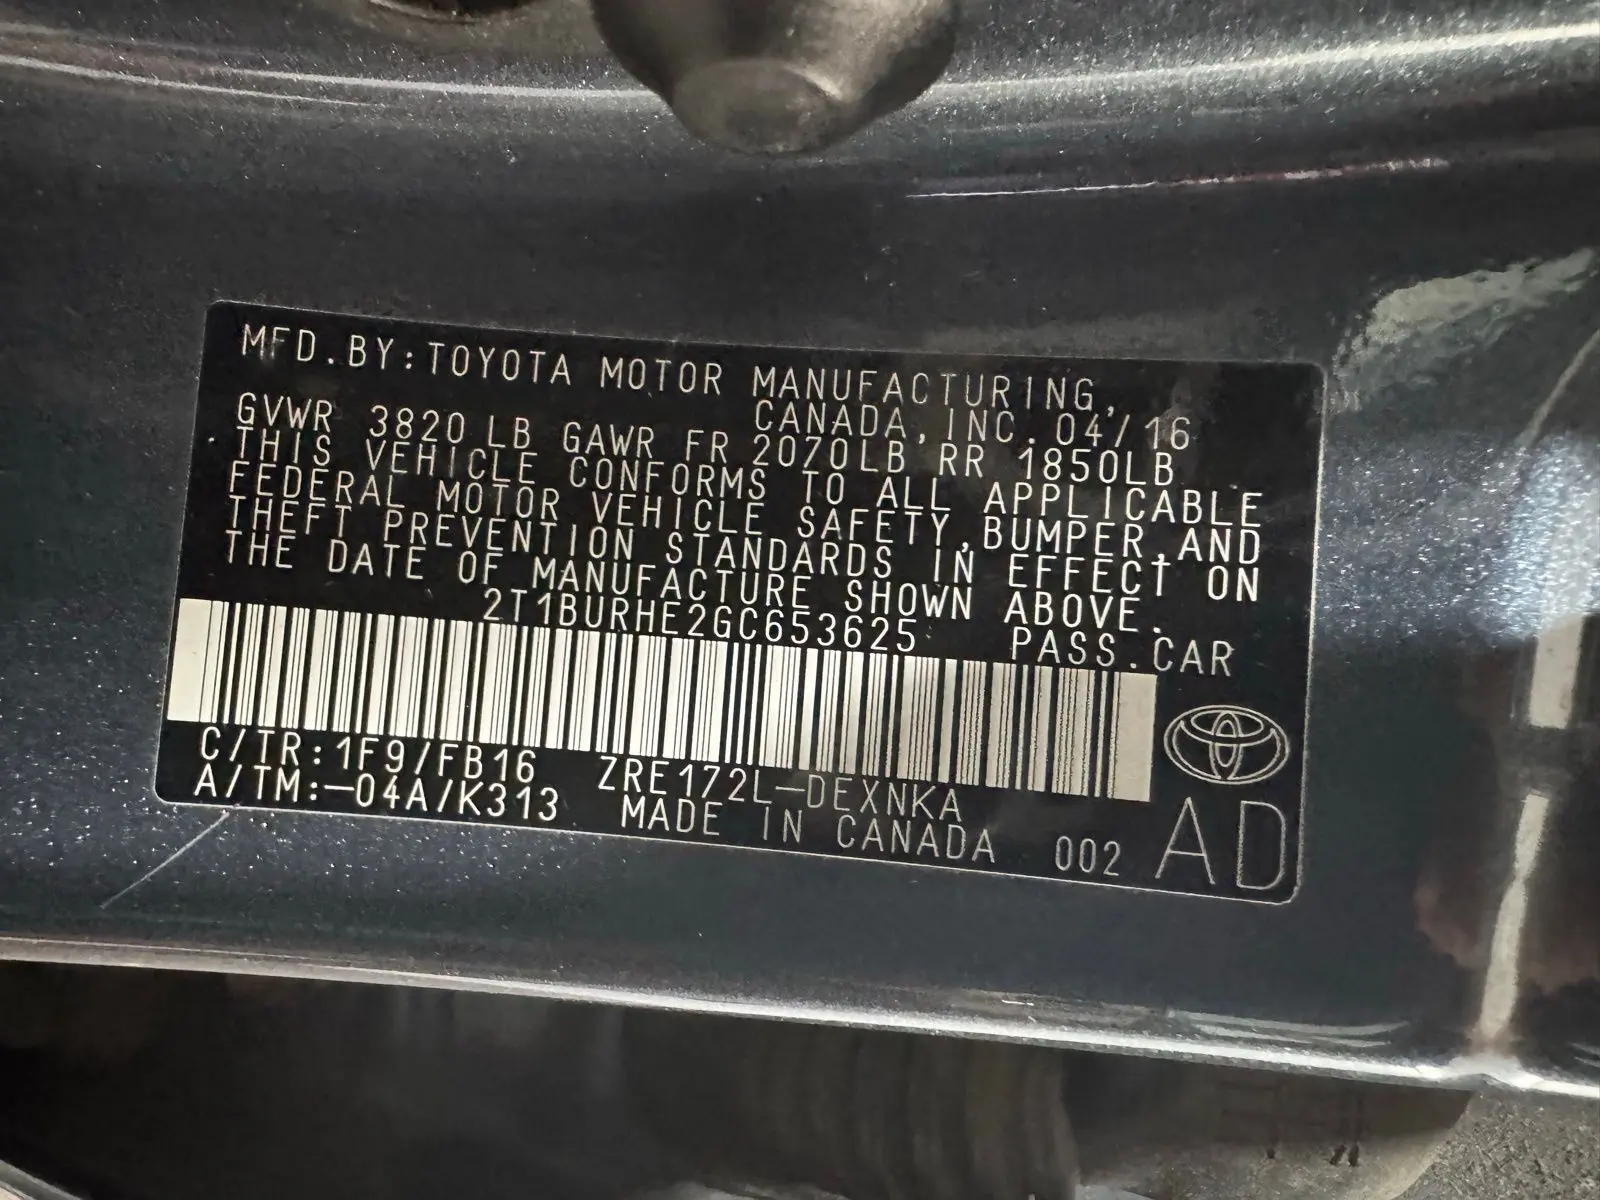 MFD.BY:TOYOTA MOTOR MANUFACTURING,
CANADA, INC. 04/16
GVWR 3820 LB GAWR FR 2070LB RR 1850LB
THIS VEHICLE CONFORMS TO ALL APPLICABLE
FEDERAL MOTOR VEHICLE SAFETY,BUMPER,AND
THEFT PREVENTION STANDARDS IN EFFECT ON
THE DATE OF MANUFACTURE SHOWN ABOVE.
2T1BURHE2GC653625 PASS.CAR
C/TR:1F9/FB16 ZRE172L-DEXNKA
A/TM:-04A/K313 MADE IN CANADA 002 AD